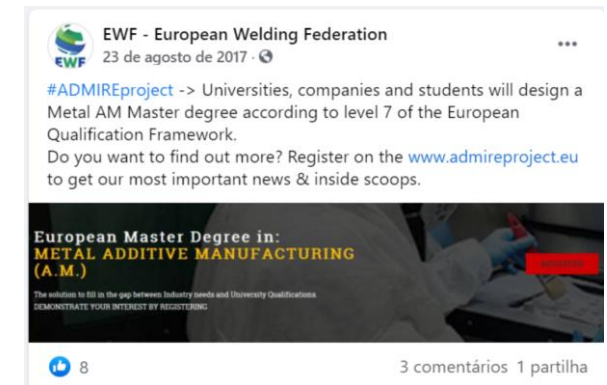 EWF - European Welding Federation
EWF
23 de agosto de 2017 ·
#ADMIREproject -> Universities, companies and students will design a
Metal AM Master degree according to level 7 of the European
Qualification Framework.
Do you want to find out more? Register on the www.admireproject.eu
to get our most important news & inside scoops.
European Master Degree in:
METAL ADDITIVE MANUFACTURING
(A.M.)
The solution to fill in the gap between Industry needs and University Qualifications
DEMONSTRATE YOUR INTEREST BY REGISTERING
8
3 comentários 1 partilha